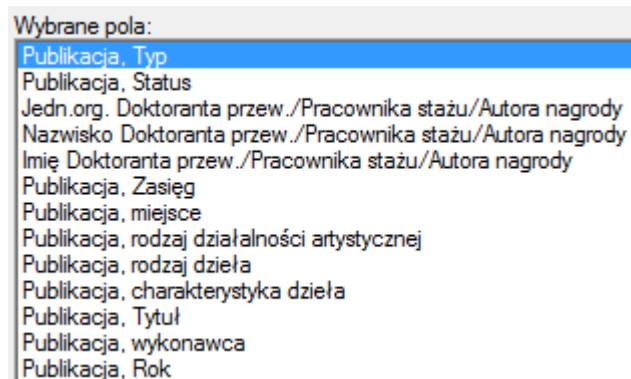 Wybrane pola:
Publikacja, Typ
Publikacja, Status
Jedn.org. Doktoranta przew./Pracownika stażu/Autora nagrody
Nazwisko Doktoranta przew./Pracownika stażu/Autora nagrody
Imię Doktoranta przew./Pracownika stażu/Autora nagrody
Publikacja, Zasięg
Publikacja, miejsce
Publikacja, rodzaj działalności artystycznej
Publikacja, rodzaj dzieła
Publikacja, charakterystyka dzieła
Publikacja, Tytuł
Publikacja, wykonawca
Publikacja, Rok